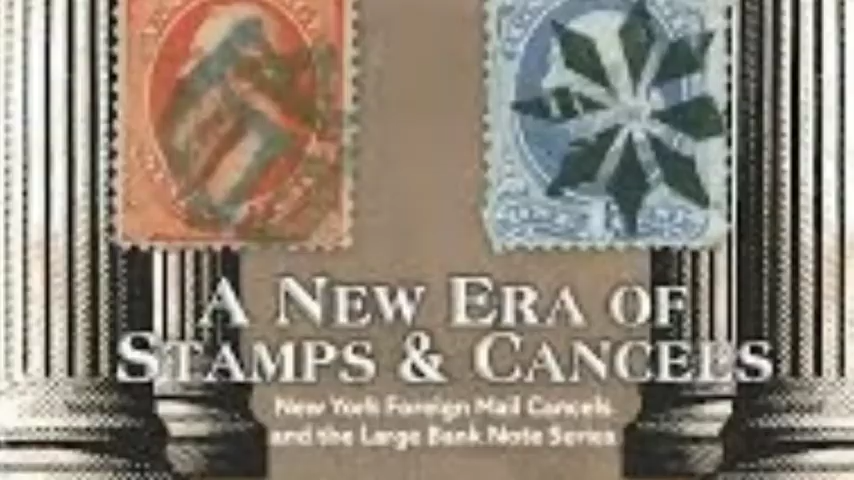 A NEW ERA OF
STAMPS & CANCELS
New York Foreign Mail Cancels
and the Large Bank Note Series